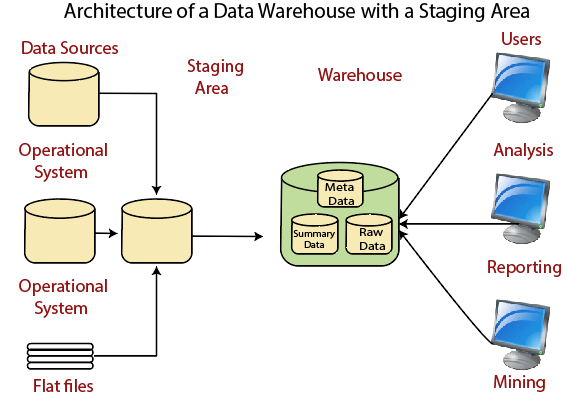 Architecture of a Data Warehouse with a Staging Area
Data Sources
Staging
Area
Warehouse
Users
Operational
System
Meta
Data
Summary
Data
Raw
Data
Analysis
Operational
System
Reporting
Flat files
Mining